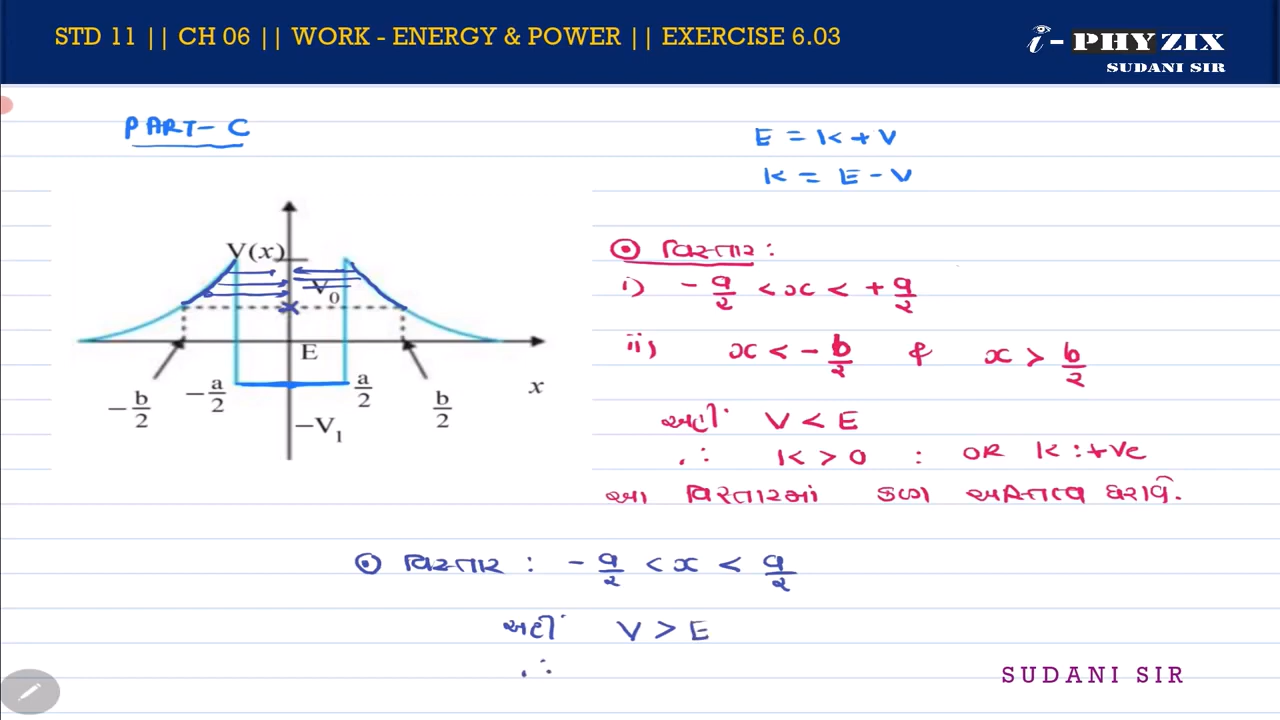 STD 11 || CH 06 || WORK - ENERGY & POWER || EXERCISE 6.03
i - PHYZIX
SUDANI SIR
PART-C
E = K + V
K = E - V
V(x)
V₀
E
-b/2
-a/2
a/2
b/2
x
-V₁
વિસ્તાર :
i) -a/2 < x < +a/2
ii) x < -b/2 & x > b/2
અહીં V < E
∴ K > 0 : OR K : +ve
આ વિસ્તારમાં કણ અસ્તિત્વ ધરાવે.
વિસ્તાર : -a/2 < x < a/2
અહીં V > E
∴
SUDANI SIR